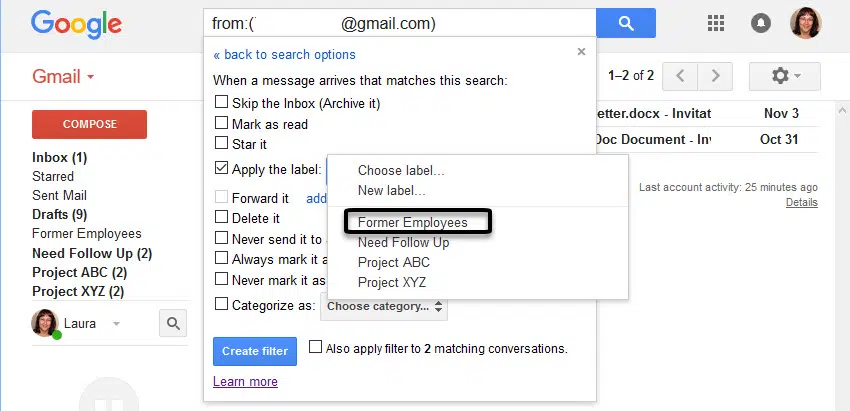 Google
from:( @gmail.com)
« back to search options
×
When a message arrives that matches this search:
Gmail
1–2 of 2
COMPOSE
Skip the Inbox (Archive it)
Mark as read
Star it
etter.docx - Invitat Nov 3
Doc Document - Invi Oct 31
Inbox (1)
Starred
Sent Mail
Drafts (9)
Former Employees
Need Follow Up (2)
Project ABC (2)
Project XYZ (2)
Laura
Apply the label:
Choose label...
New label...
Former Employees
Need Follow Up
Project ABC
Project XYZ
Forward it add
Delete it
Never send it to
Always mark it a
Never mark it as
Categorize as: Choose category...
Create filter
Also apply filter to 2 matching conversations.
Learn more
Last account activity: 25 minutes ago
Details